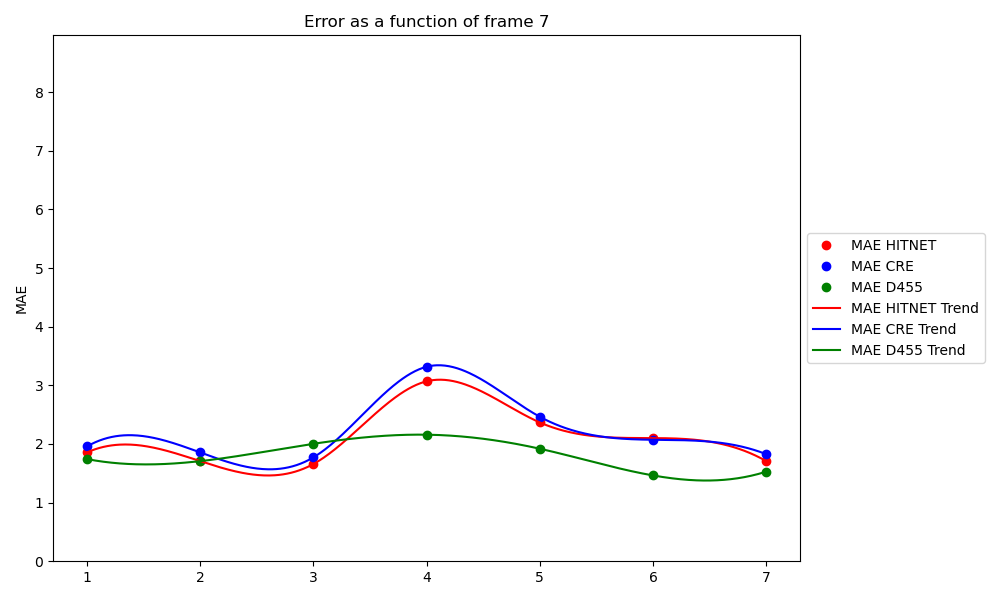 Error as a function of frame 7
MAE
8
7
6
5
4
3
2
1
0
1 2 3 4 5 6 7
MAE HITNET
MAE CRE
MAE D455
MAE HITNET Trend
MAE CRE Trend
MAE D455 Trend